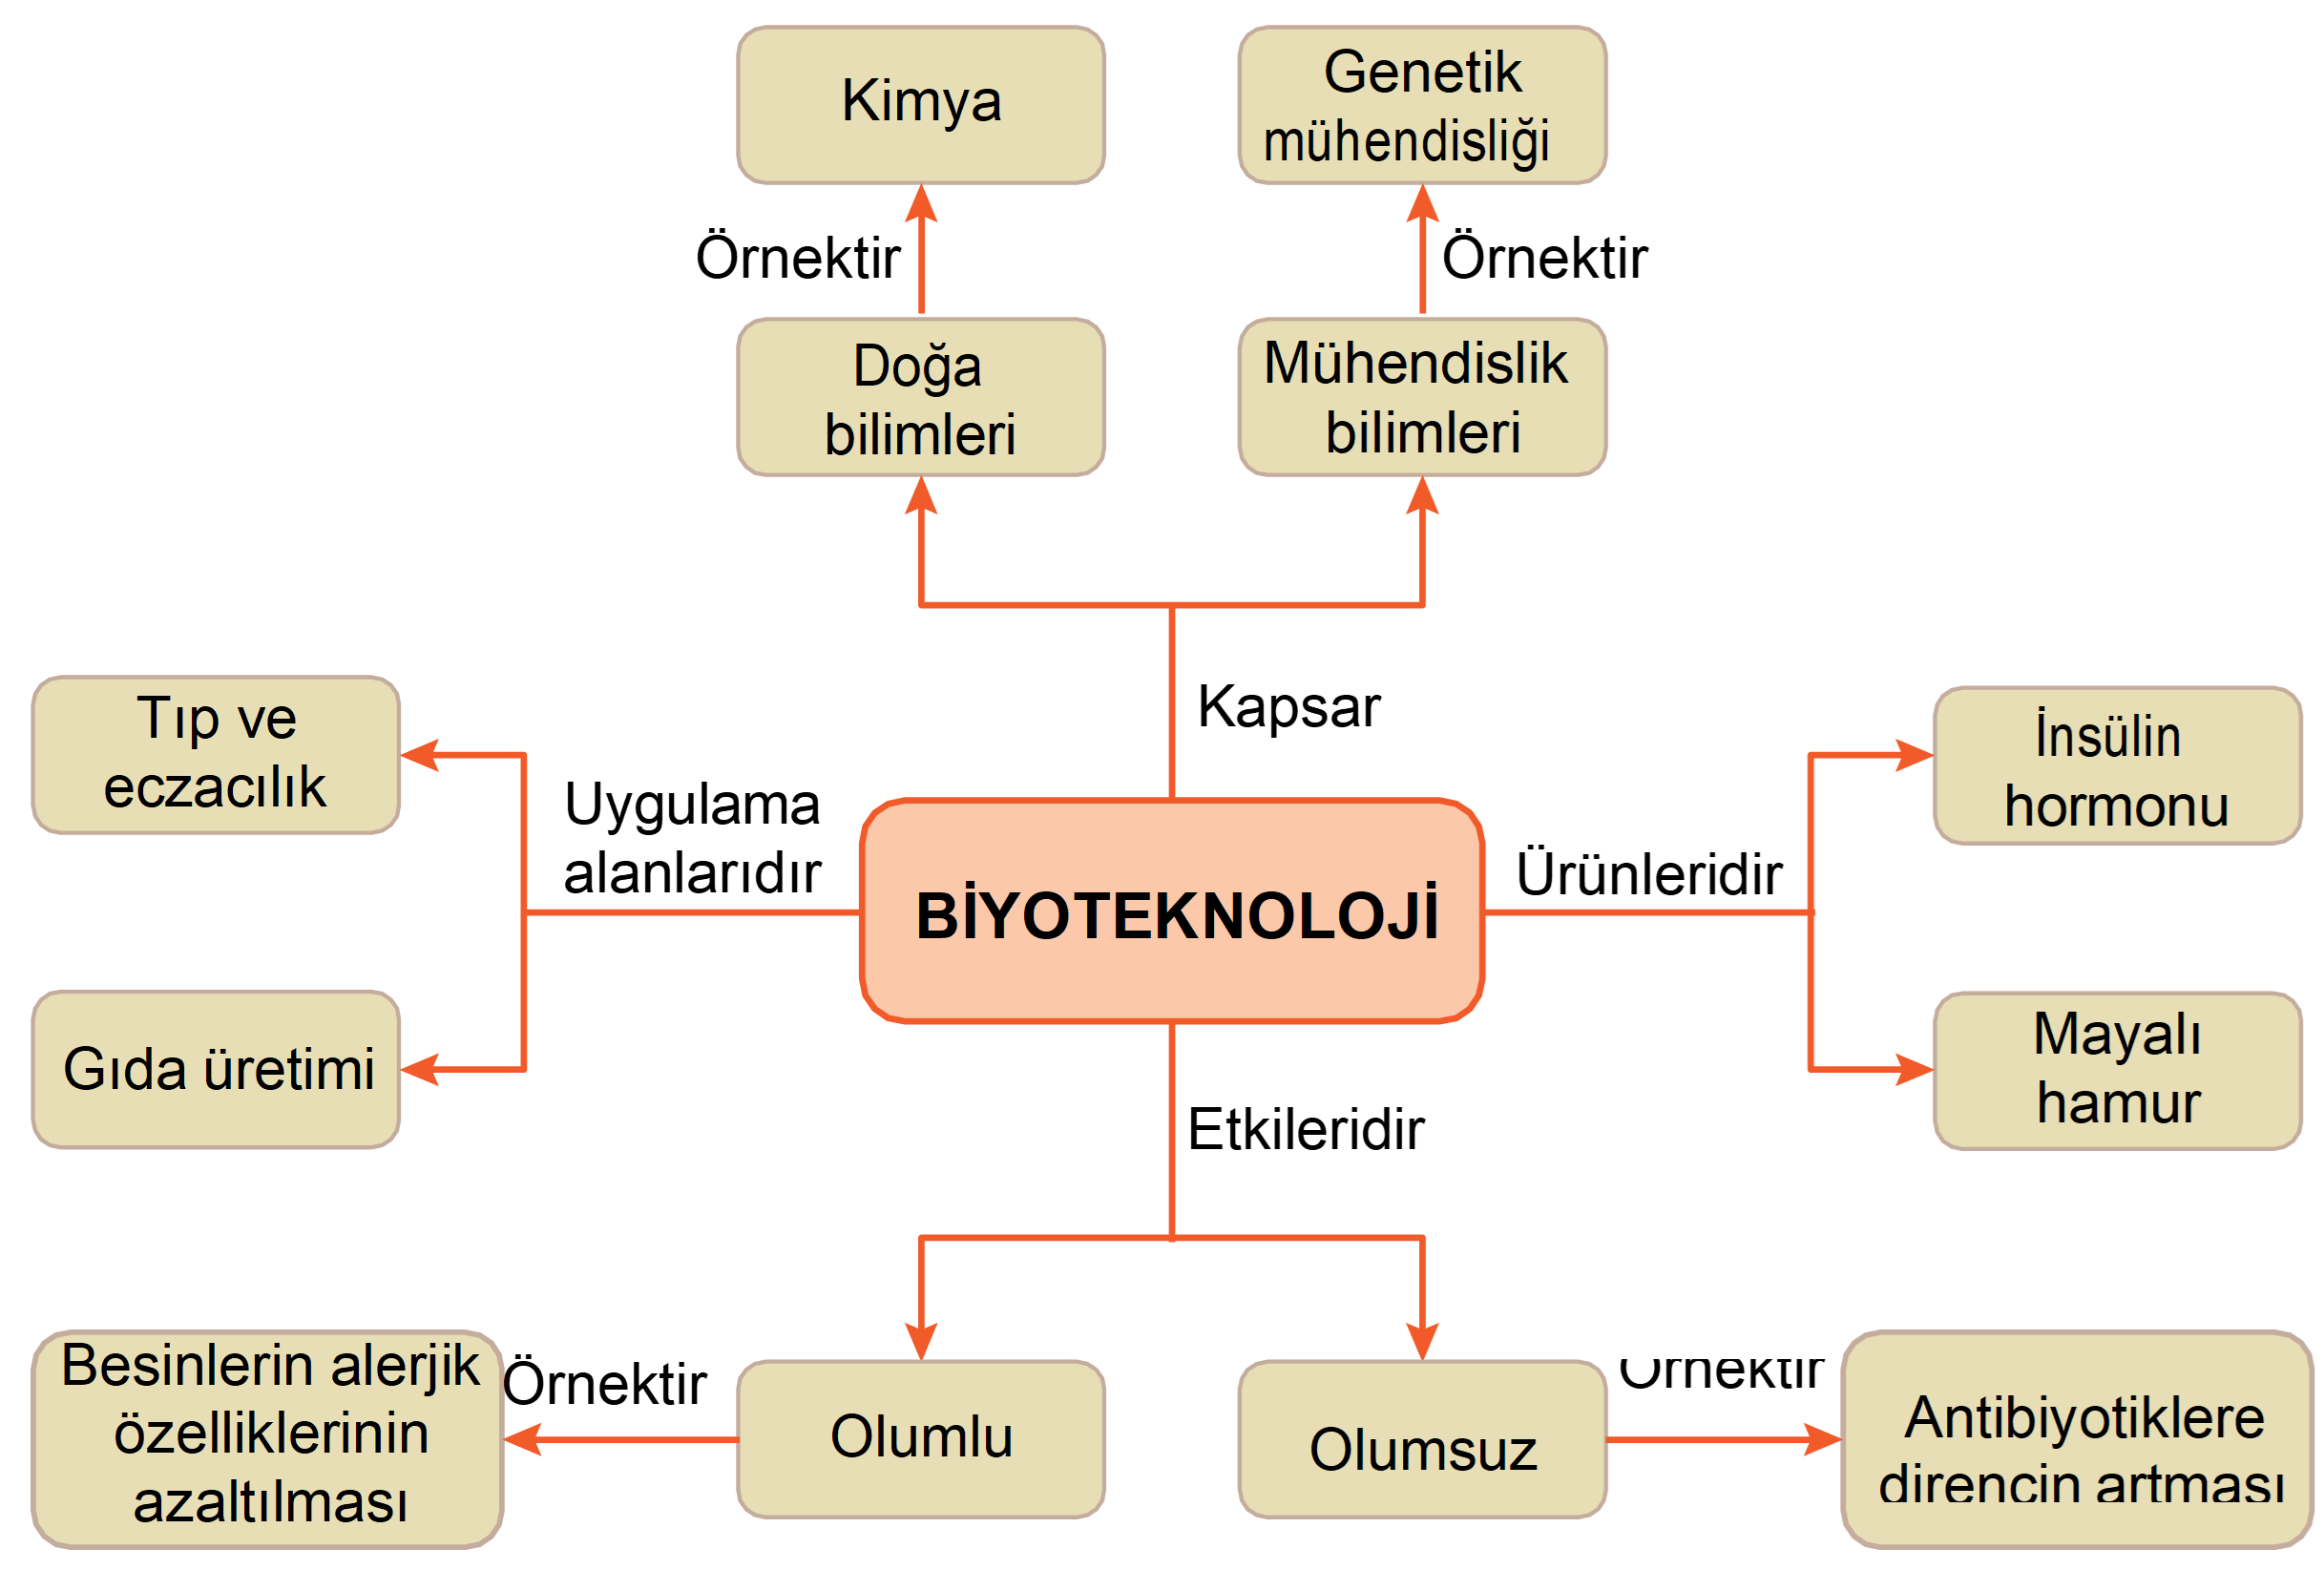 Kimya
Genetik
mühendisliği
Örnektir
Örnektir
Doğa
bilimleri
Mühendislik
bilimleri
Kapsar
Tıp ve
eczacılık
Uygulama
alanlarıdır
BİYOTEKNOLOJİ
Ürünleridir
İnsülin
hormonu
Gıda üretimi
Mayalı
hamur
Etkileridir
Besinlerin alerjik
özelliklerinin
azaltılması
Örnektir
Olumlu
Olumsuz
Örnektir
Antibiyotiklere
direncin artması